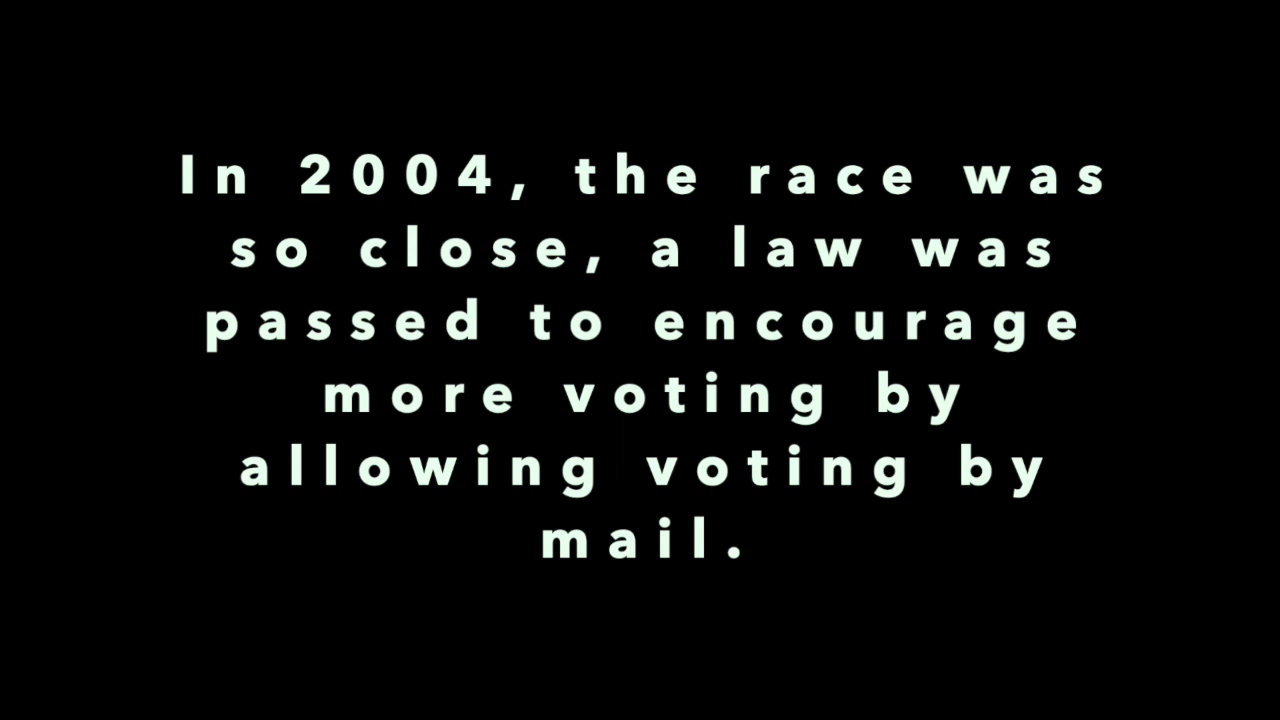 In 2004, the race was
so close, a law was
passed to encourage
more voting by
allowing voting by
mail.